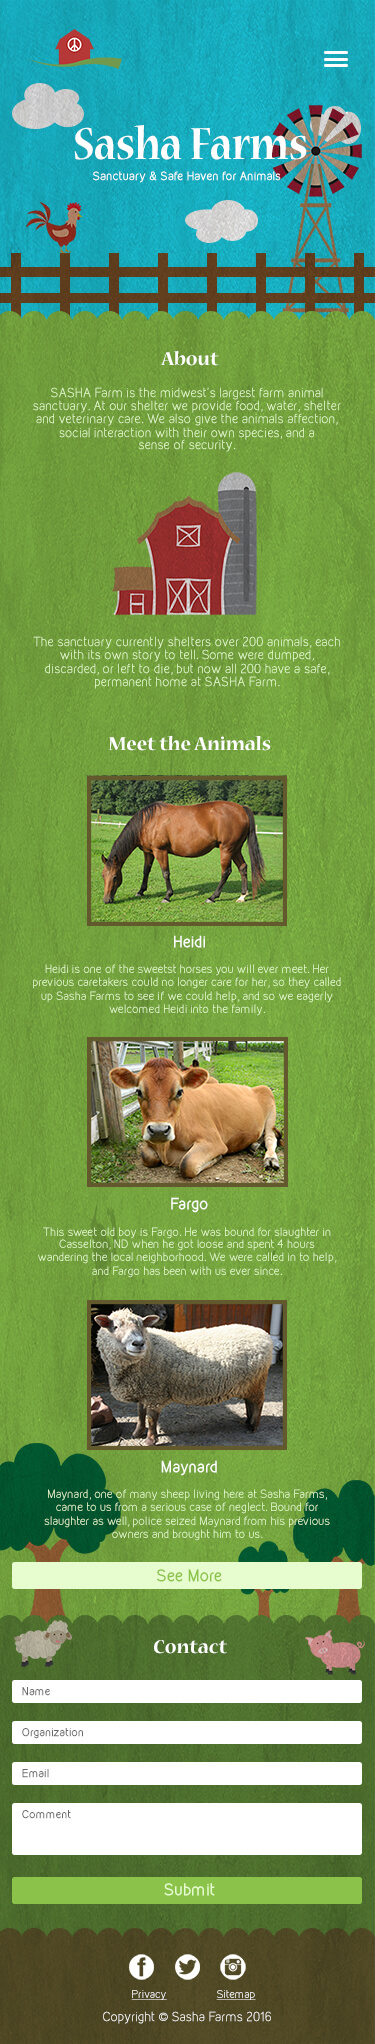 Sasha Farms
Sanctuary & Safe Haven for Animals
About
SASHA Farm is the midwest's largest farm animal
sanctuary. At our shelter we provide food, water, shelter
and veterinary care. We also give the animals affection,
social interaction with their own species, and a
sense of security.
The sanctuary currently shelters over 200 animals, each
with its own story to tell. Some were dumped,
discarded, or left to die, but now all 200 have a safe,
permanent home at SASHA Farm.
Meet the Animals
Heidi
Heidi is one of the sweetst horses you will ever meet. Her
previous caretakers could no longer care for her, so they called
up Sasha Farms to see if we could help, and so we eagerly
welcomed Heidi into the family.
Fargo
This sweet old boy is Fargo. He was bound for slaughter in
Casselton, ND when he got loose and spent 4 hours
wandering the local neighborhood. We were called in to help,
and Fargo has been with us ever since.
Maynard
Maynard, one of many sheep living here at Sasha Farms,
came to us from a serious case of neglect. Bound for
slaughter as well, police seized Maynard from his previous
owners and brought him to us.
See More
Contact
Name
Organization
Email
Comment
Submit
Privacy Sitemap
Copyright © Sasha Farms 2016